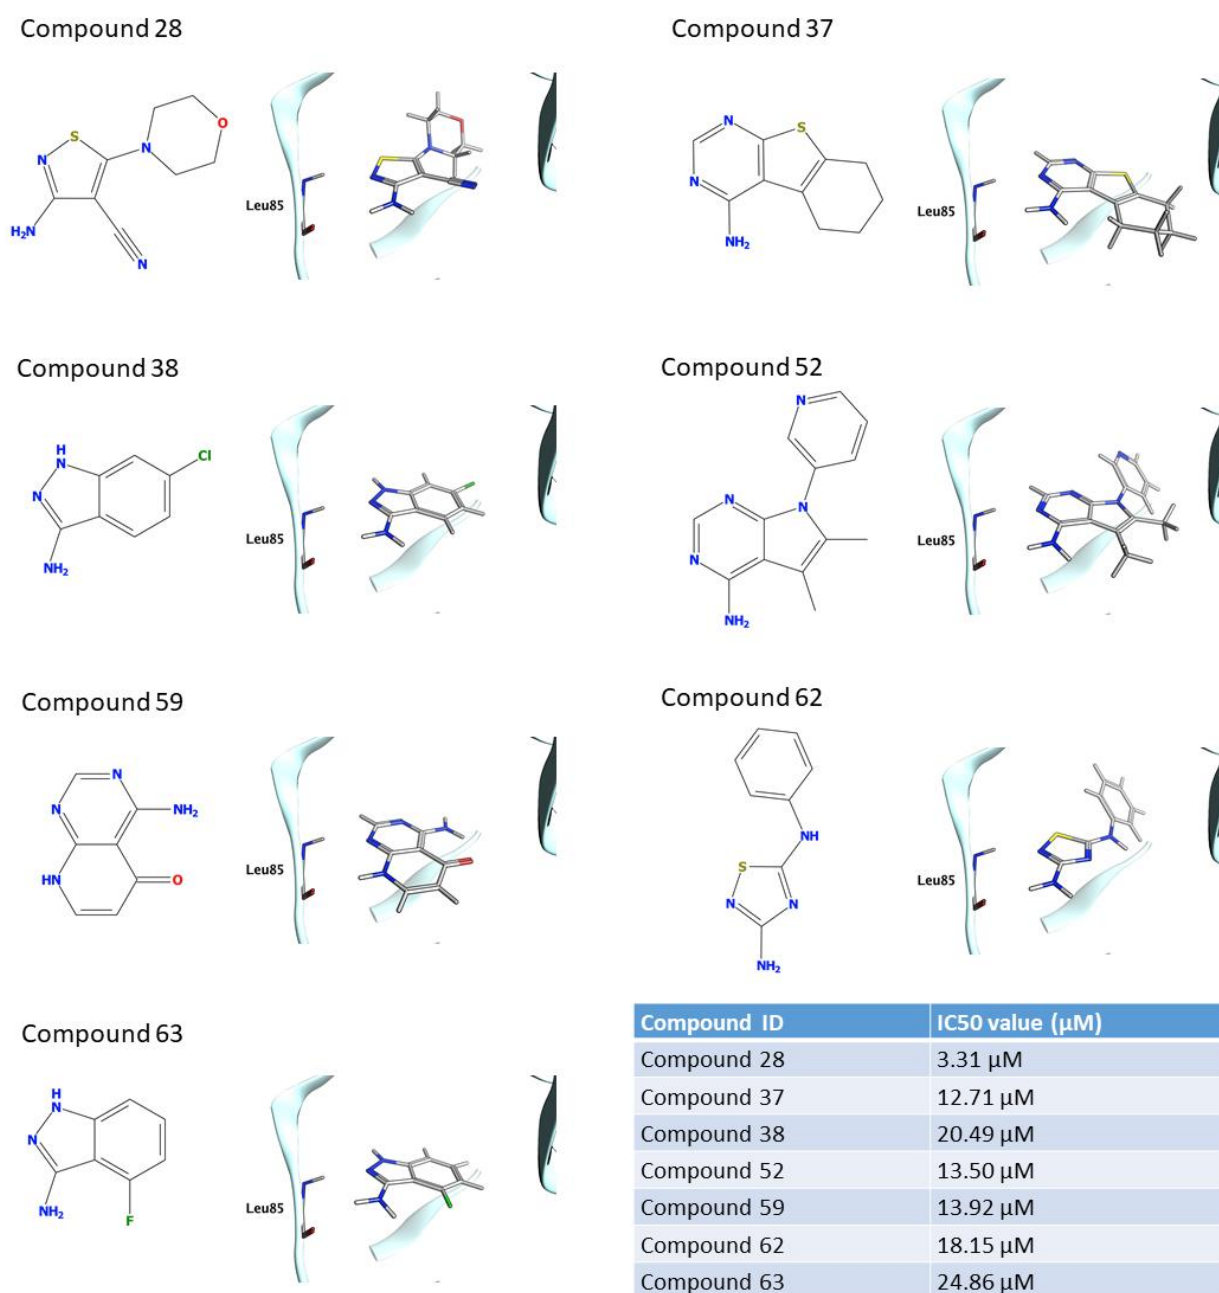 Compound 28
Compound 37
S
N
N
O
H₂N
N
Leu85
N
S
N
NH₂
Leu85
Compound 38
Compound 52
H
N
Cl
N
NH₂
Leu85
N
N
N
N
NH₂
Leu85
Compound 59
Compound 62
N
N
NH₂
HN
O
Leu85
NH
S
N
N
NH₂
Leu85
Compound 63
H
N
N
NH₂
F
Leu85
Compound ID IC50 value (μM)
Compound 28 3.31 μM
Compound 37 12.71 μM
Compound 38 20.49 μM
Compound 52 13.50 μM
Compound 59 13.92 μM
Compound 62 18.15 μM
Compound 63 24.86 μM